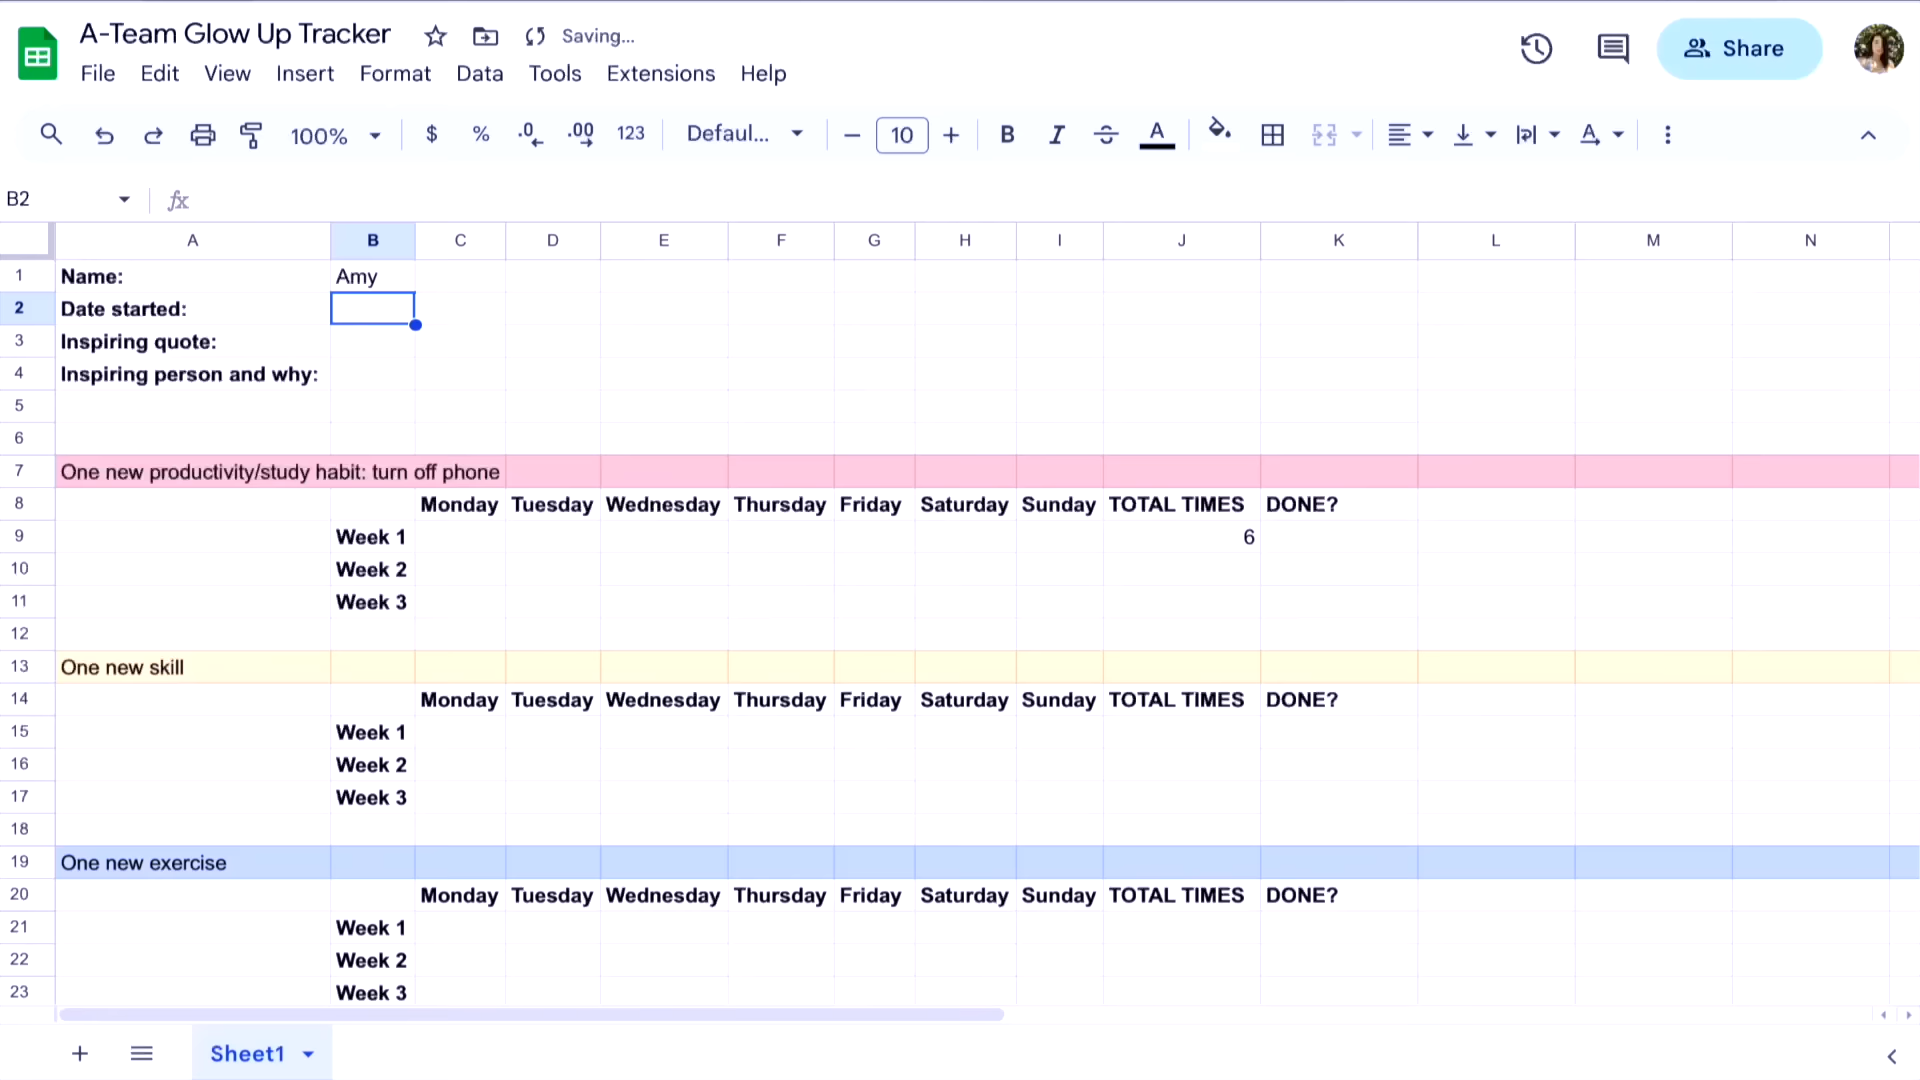 A-Team Glow Up Tracker Saving...
File Edit View Insert Format Data Tools Extensions Help
Share
100% $ % .0 .00 123 Defaul... 10 B I S A A
B2 fx
A B C D E F G H I J K L M N
1 Name: Amy
2 Date started:
3 Inspiring quote:
4 Inspiring person and why:
5
6
7 One new productivity/study habit: turn off phone
8 Monday Tuesday Wednesday Thursday Friday Saturday Sunday TOTAL TIMES DONE?
9 Week 1 6
10 Week 2
11 Week 3
12
13 One new skill
14 Monday Tuesday Wednesday Thursday Friday Saturday Sunday TOTAL TIMES DONE?
15 Week 1
16 Week 2
17 Week 3
18
19 One new exercise
20 Monday Tuesday Wednesday Thursday Friday Saturday Sunday TOTAL TIMES DONE?
21 Week 1
22 Week 2
23 Week 3
Sheet1